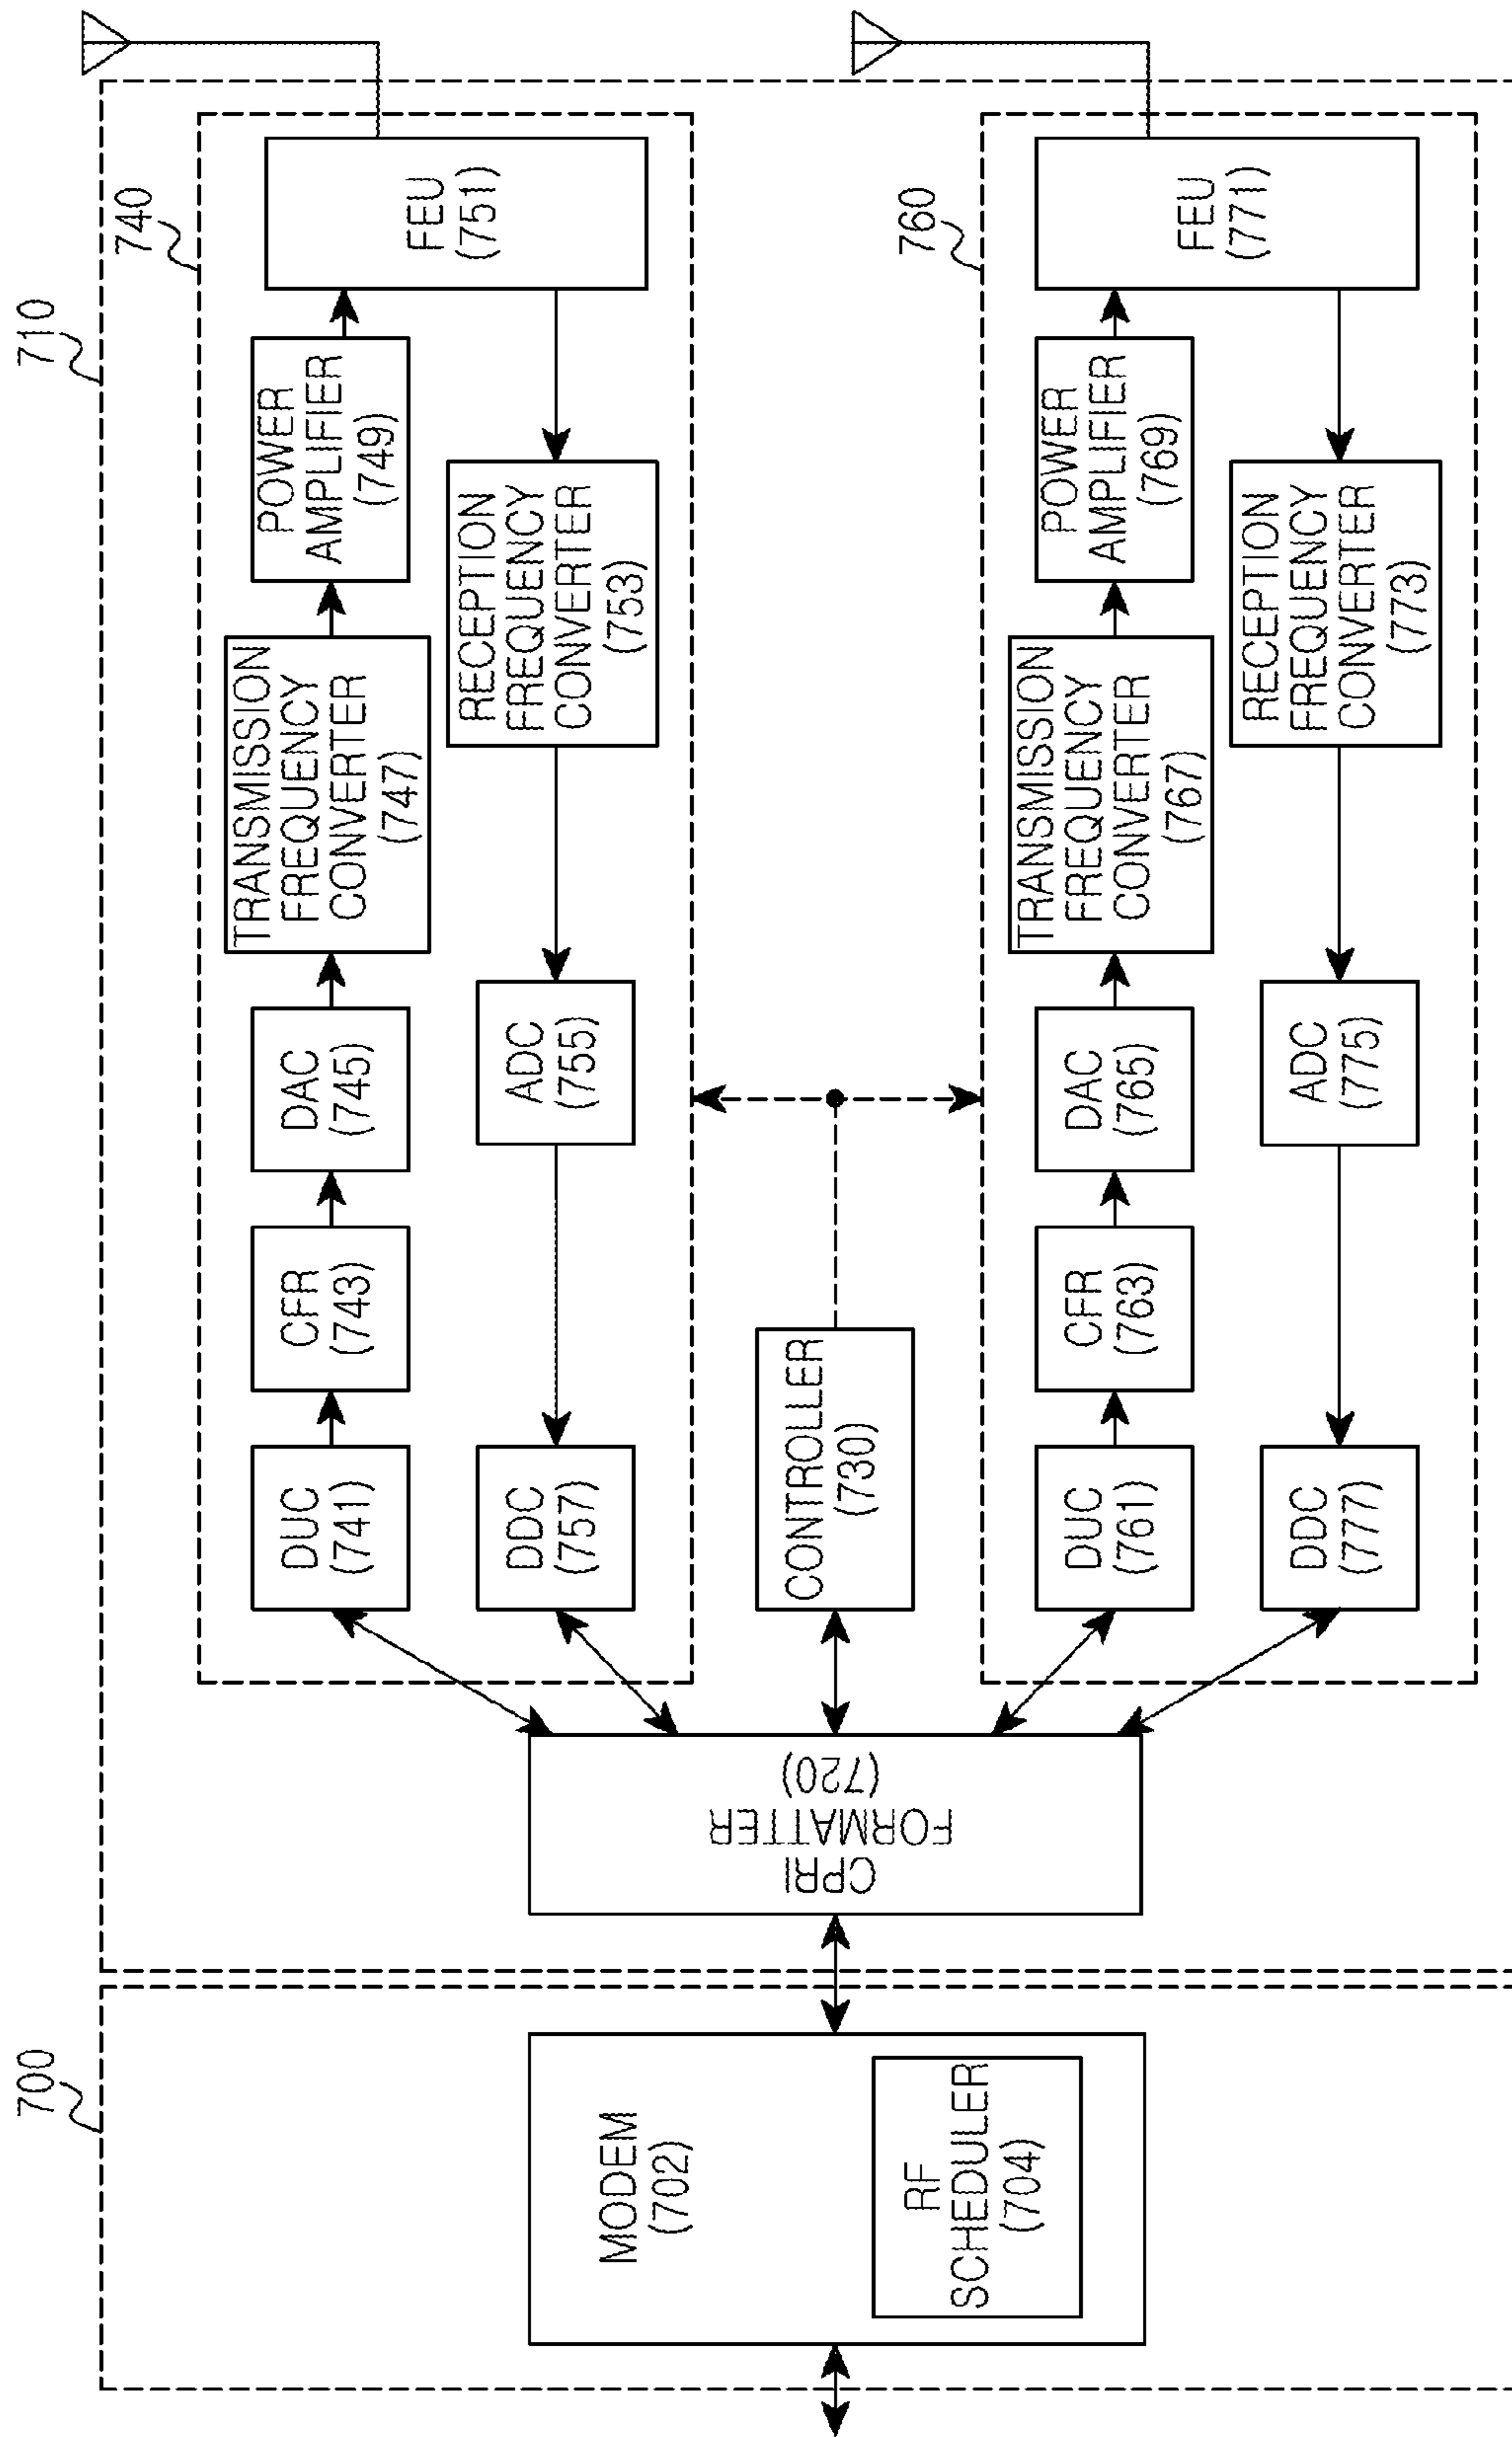 700
MODEM
(702)
RF
SCHEDULER
(704)
710
CPRI
FORMATTER
(720)
740
DUC
(741)
CFR
(743)
DAC
(745)
TRANSMISSION
FREQUENCY
CONVERTER
(747)
POWER
AMPLIFIER
(749)
FEU
(751)
DDC
(757)
ADC
(755)
RECEPTION
FREQUENCY
CONVERTER
(753)
CONTROLLER
(730)
760
DUC
(761)
CFR
(763)
DAC
(765)
TRANSMISSION
FREQUENCY
CONVERTER
(767)
POWER
AMPLIFIER
(769)
FEU
(771)
DDC
(777)
ADC
(775)
RECEPTION
FREQUENCY
CONVERTER
(773)